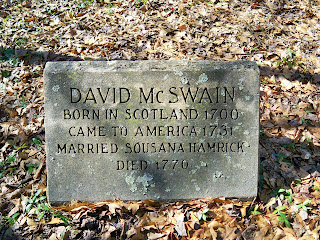 DAVID McSWAIN
BORN IN SCOTLAND 1700
CAME TO AMERICA 1731
MARRIED SOUSANA HAMRICK
DIED 1770